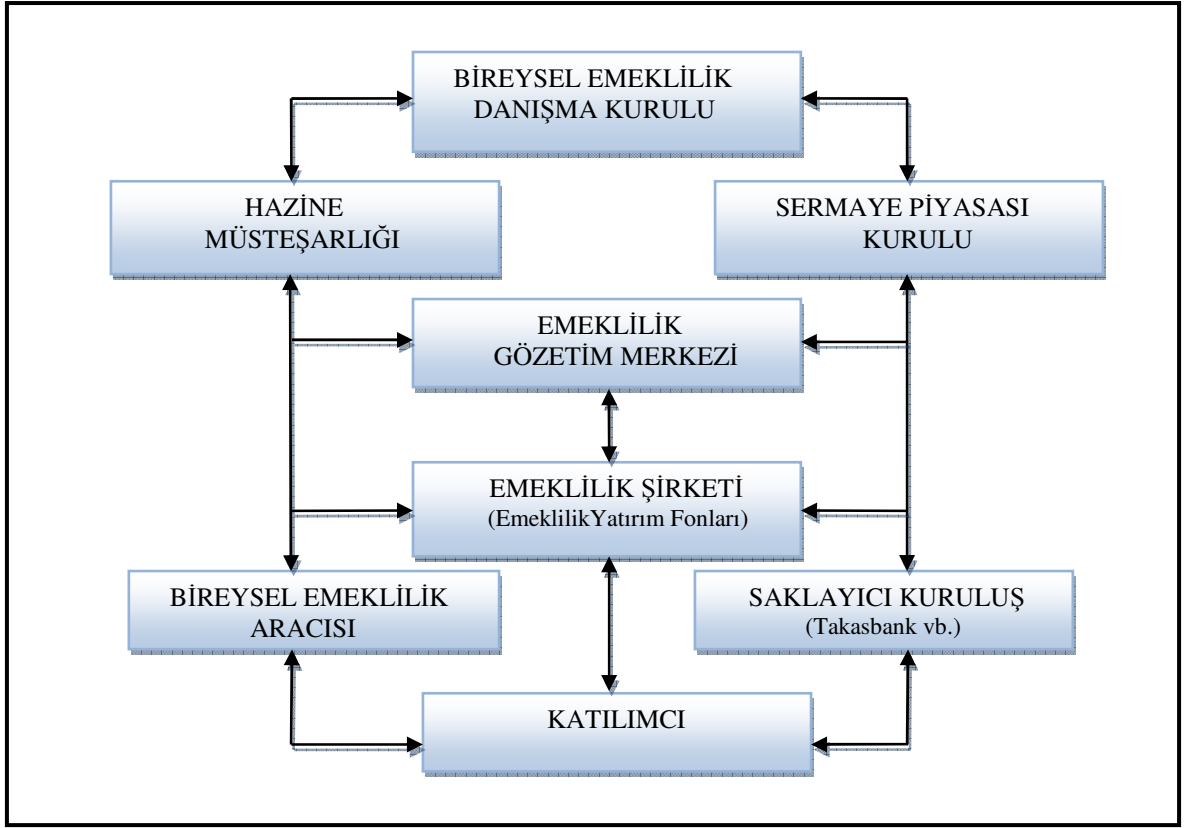 BİREYSEL EMEKLİLİK
DANIŞMA KURULU
HAZİNE
MÜSTEŞARLIĞI
SERMAYE PİYASASI
KURULU
EMEKLİLİK
GÖZETİM MERKEZİ
EMEKLİLİK ŞİRKETİ
(EmeklilikYatırım Fonları)
BİREYSEL EMEKLİLİK
ARACISI
SAKLAYICI KURULUŞ
(Takasbank vb.)
KATILIMCI